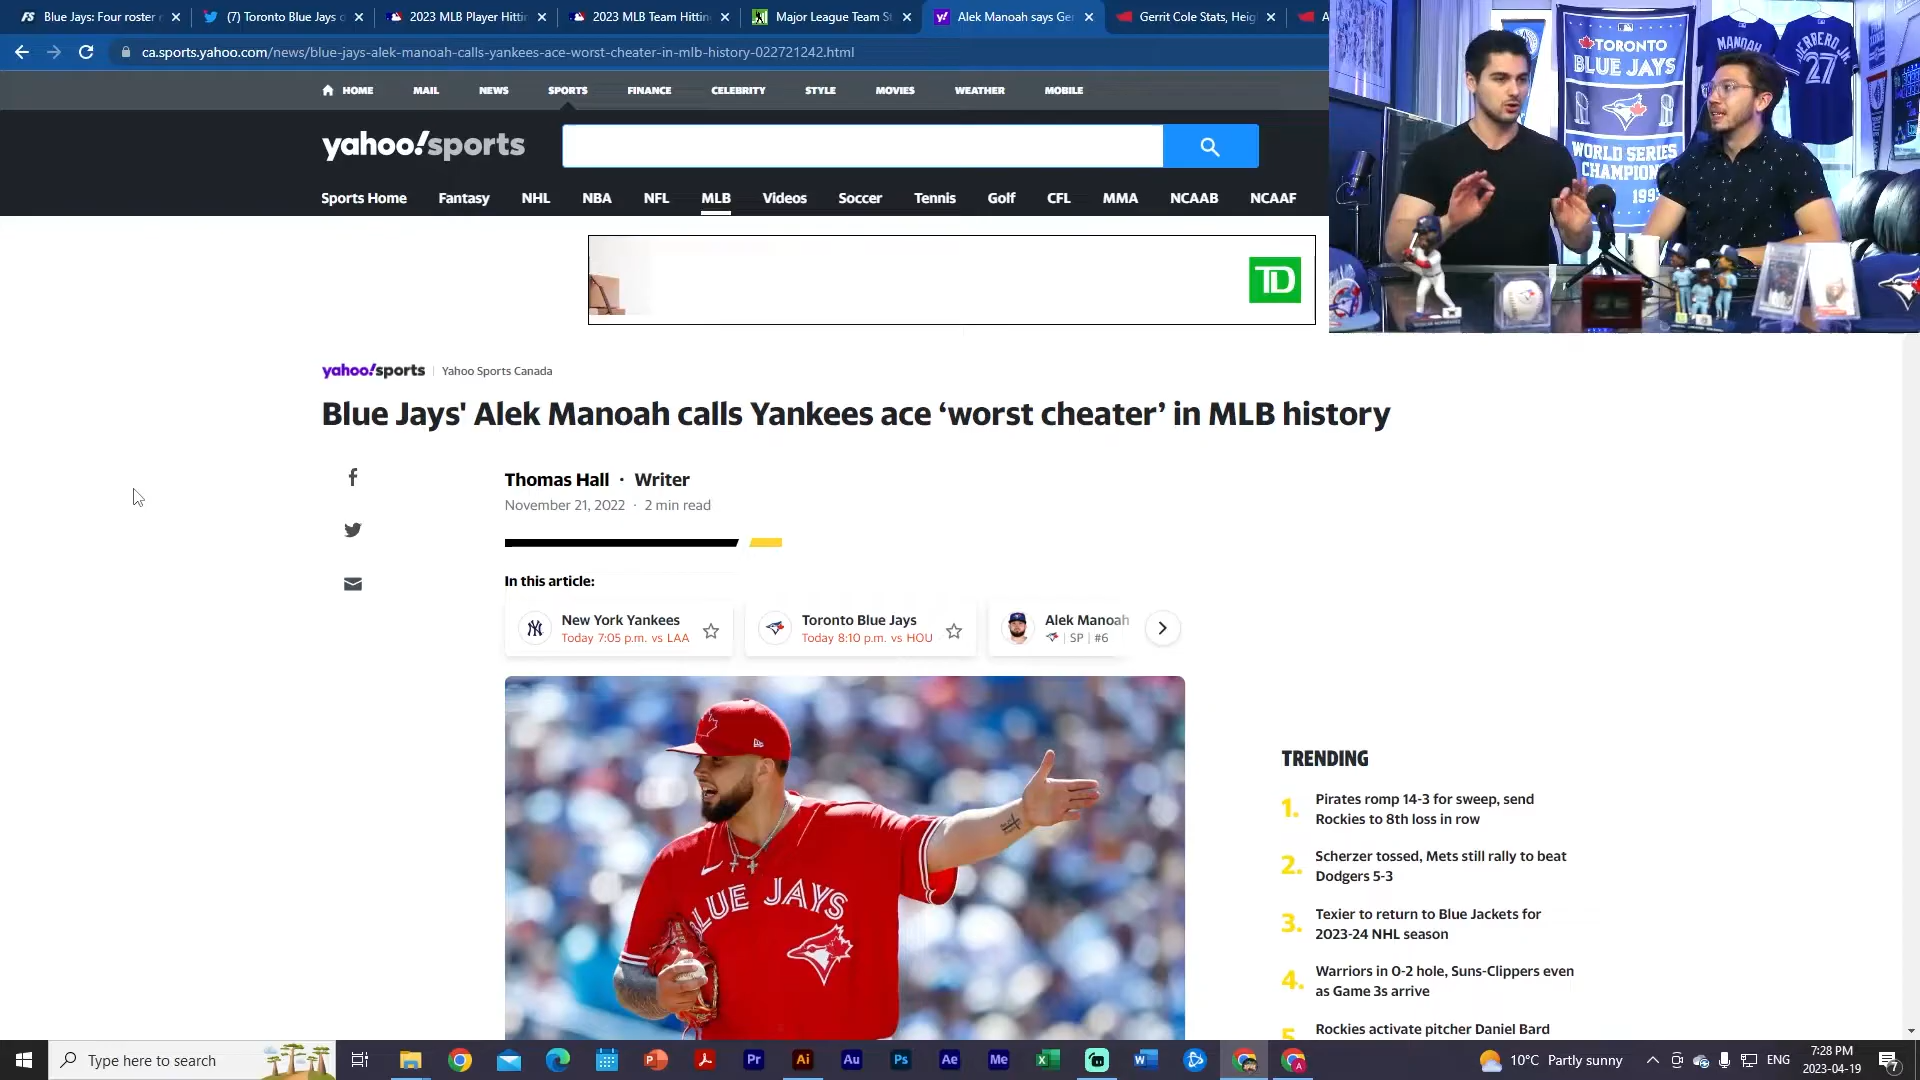 Blue Jays: Four roster
(7) Toronto Blue Jays
2023 MLB Player Hittin
2023 MLB Team Hittin
Major League Team S
Alek Manoah says Ger
Gerrit Cole Stats, Heig
ca.sports.yahoo.com/news/blue-jays-alek-manoah-calls-yankees-ace-worst-cheater-in-mlb-history-022721242.html
HOME MAIL NEWS SPORTS FINANCE CELEBRITY STYLE MOVIES WEATHER MOBILE
yahoo!sports
Sports Home Fantasy NHL NBA NFL MLB Videos Soccer Tennis Golf CFL MMA NCAAB NCAAF
TORONTO
BLUE JAYS
WORLD SERIES
CHAMPION
199
MANOAH
27
TD
yahoo!sports Yahoo Sports Canada
Blue Jays' Alek Manoah calls Yankees ace ‘worst cheater’ in MLB history
Thomas Hall · Writer
November 21, 2022 · 2 min read
In this article:
New York Yankees
Today 7:05 p.m. vs LAA
Toronto Blue Jays
Today 8:10 p.m. vs HOU
Alek Manoah
| SP | #6
BLUE JAYS
TRENDING
1. Pirates romp 14-3 for sweep, send
Rockies to 8th loss in row
2. Scherzer tossed, Mets still rally to beat
Dodgers 5-3
3. Texier to return to Blue Jackets for
2023-24 NHL season
4. Warriors in 0-2 hole, Suns-Clippers even
as Game 3s arrive
5. Rockies activate pitcher Daniel Bard
Type here to search
Pr Ai Au Ps Ae Me
10°C Partly sunny
ENG
7:28 PM
2023-04-19
7